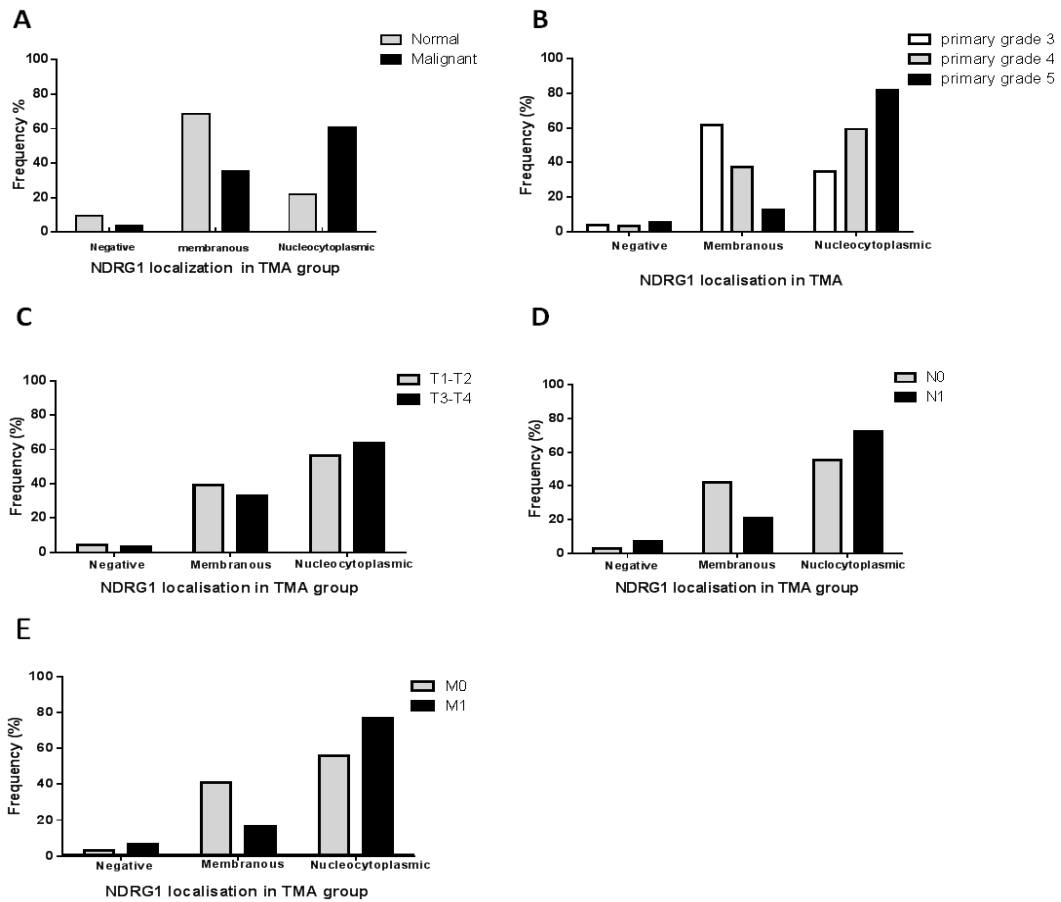 A
Normal
Malignant
100
80
60
40
20
0
Frequency %
Negative membranous Nucleocytoplasmic
NDRG1 localization in TMA group
B
primary grade 3
primary grade 4
primary grade 5
100
80
60
40
20
0
Frequency (%)
Negative Membranous Nucleocytoplasmic
NDRG1 localisation in TMA
C
T1-T2
T3-T4
100
80
60
40
20
0
Frequency (%)
Negative Membranous Nucleocytoplasmic
NDRG1 localisation in TMA group
D
N0
N1
100
80
60
40
20
0
Frequency (%)
Negative Membranous Nuclocytoplasmic
NDRG1 localisation in TMA group
E
M0
M1
100
80
60
40
20
0
Frequency (%)
Negative Membranous Nucleocytoplasmic
NDRG1 localisation in TMA group